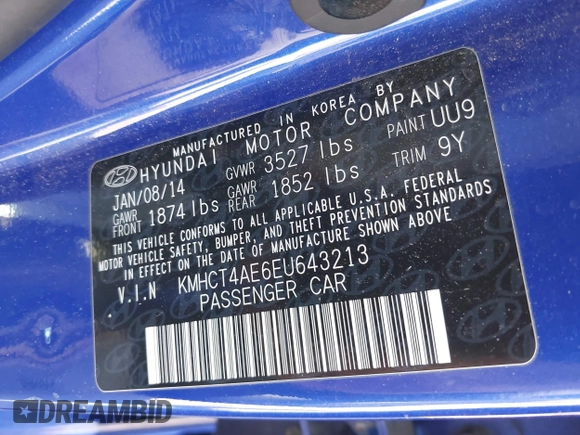 MANUFACTURED IN KOREA BY
HYUNDAI MOTOR COMPANY
JAN/08/14 GVWR 3527 lbs PAINT UU9
GAWR FRONT 1874 lbs GAWR REAR 1852 lbs TRIM 9Y
THIS VEHICLE CONFORMS TO ALL APPLICABLE U.S.A. FEDERAL
MOTOR VEHICLE SAFETY, BUMPER, AND THEFT PREVENTION STANDARDS
IN EFFECT ON THE DATE OF MANUFACTURE SHOWN ABOVE.
V.I.N KMHCT4AE6EU643213
PASSENGER CAR
DREAMBID